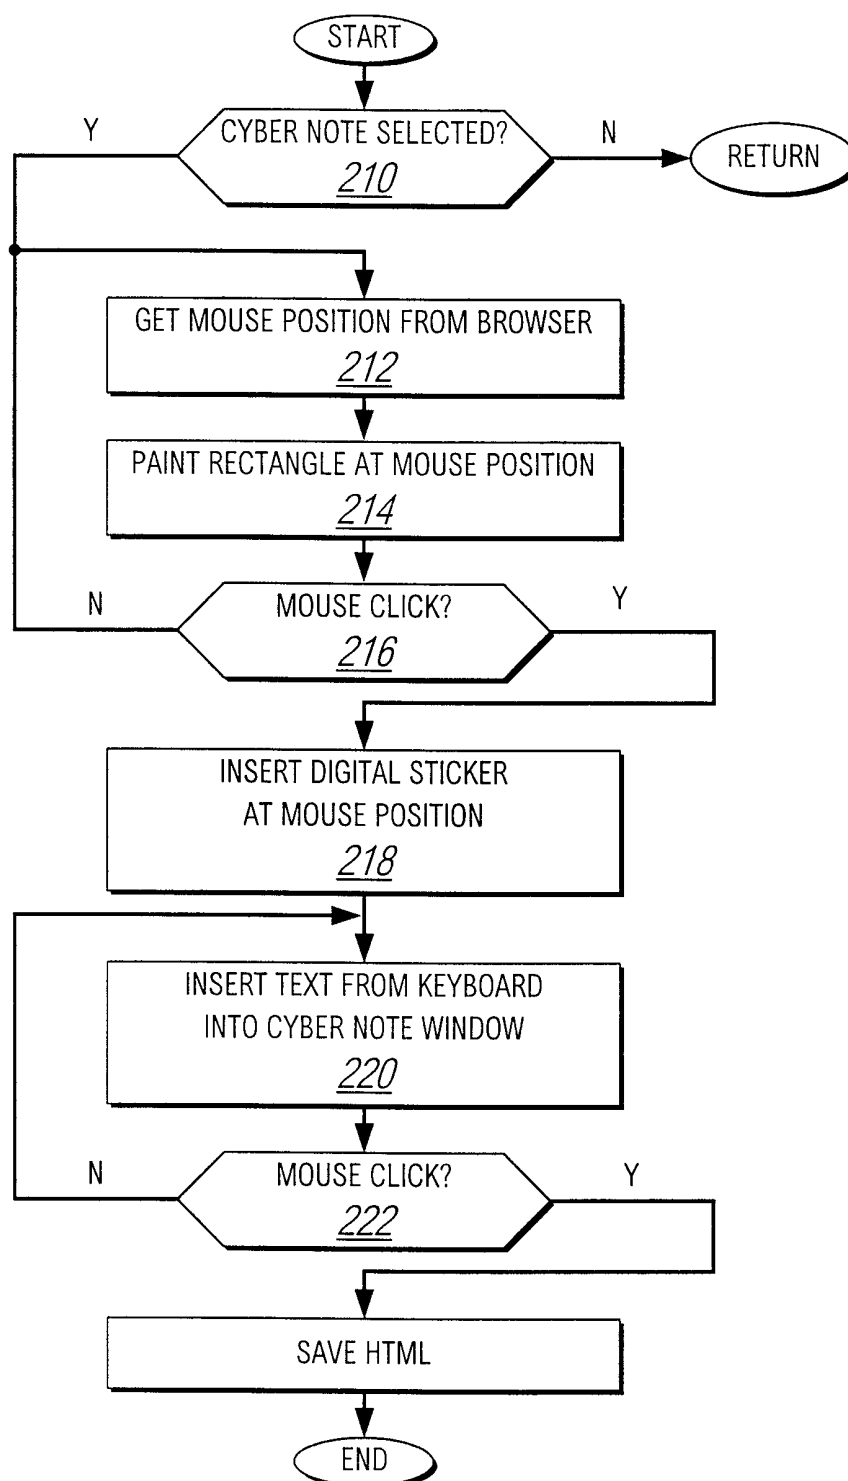 START
Y
CYBER NOTE SELECTED?
N
210
RETURN
GET MOUSE POSITION FROM BROWSER
212
PAINT RECTANGLE AT MOUSE POSITION
214
N
MOUSE CLICK?
Y
216
INSERT DIGITAL STICKER
AT MOUSE POSITION
218
INSERT TEXT FROM KEYBOARD
INTO CYBER NOTE WINDOW
220
N
MOUSE CLICK?
Y
222
SAVE HTML
END